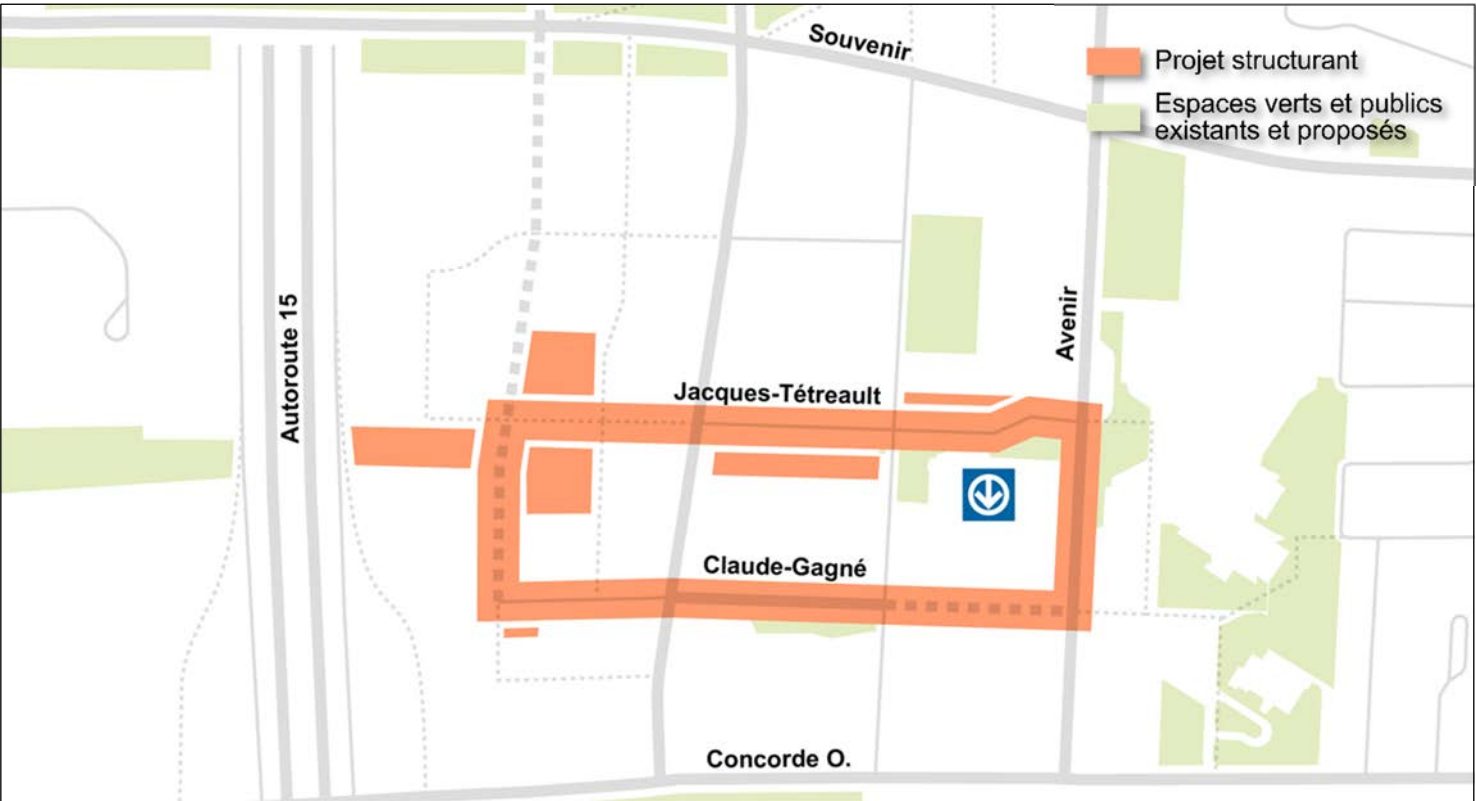 Souvenir
Projet structurant
Espaces verts et publics
existants et proposés
Autoroute 15
Avenir
Jacques-Tétreault
Claude-Gagné
Concorde O.